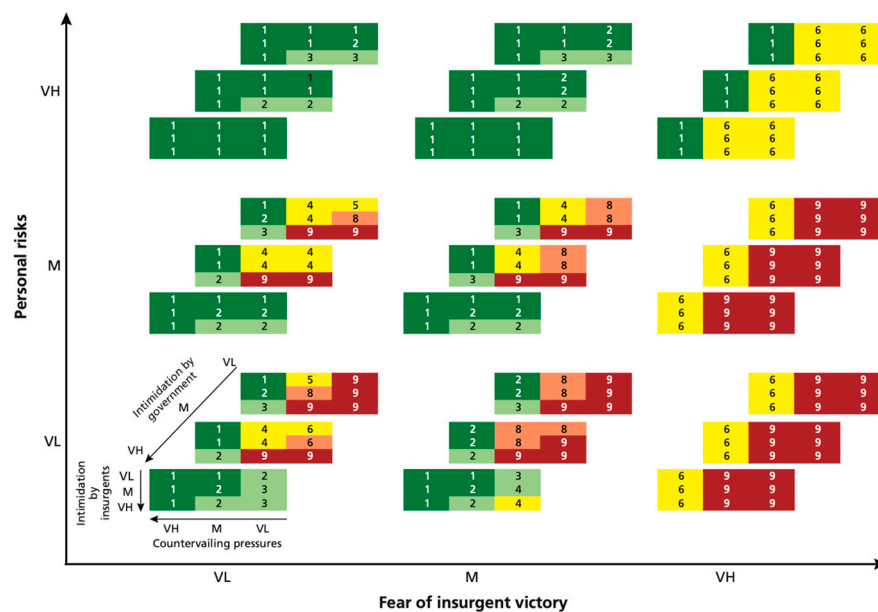 1 1 1
1 1 2
1 3 3
1 1 2
1 1 2
1 3 3
1 6 6
1 6 6
1 6 6
VH
1 1 1
1 1 1
1 2 2
1 1 2
1 1 2
1 2 2
1 6 6
1 6 6
1 6 6
1 1 1
1 1 1
1 1 1
1 1 1
1 1 1
1 1 1
1 6 6
1 6 6
1 6 6
Personal risks
1 4 5
2 4 8
3 9 9
1 4 8
1 4 8
3 9 9
6 9 9
6 9 9
6 9 9
M
1 4 4
1 4 4
2 9 9
1 4 8
1 4 8
3 9 9
6 9 9
6 9 9
6 9 9
1 1 1
1 2 2
1 2 2
1 1 1
1 2 2
1 2 2
6 9 9
6 9 9
6 9 9
Intimidation by
government
VL
M
VH
1 5 9
2 8 9
3 9 9
2 8 9
2 8 9
3 9 9
6 9 9
6 9 9
6 9 9
VL
1 4 6
1 4 6
2 9 9
2 8 8
2 8 9
2 9 9
6 9 9
6 9 9
6 9 9
Intimidation
by
insurgents
VL
M
VH
1 1 2
1 2 3
1 2 3
1 1 3
1 2 4
1 2 4
6 9 9
6 9 9
6 9 9
VH M VL
Countervailing pressures
VL M VH
Fear of insurgent victory